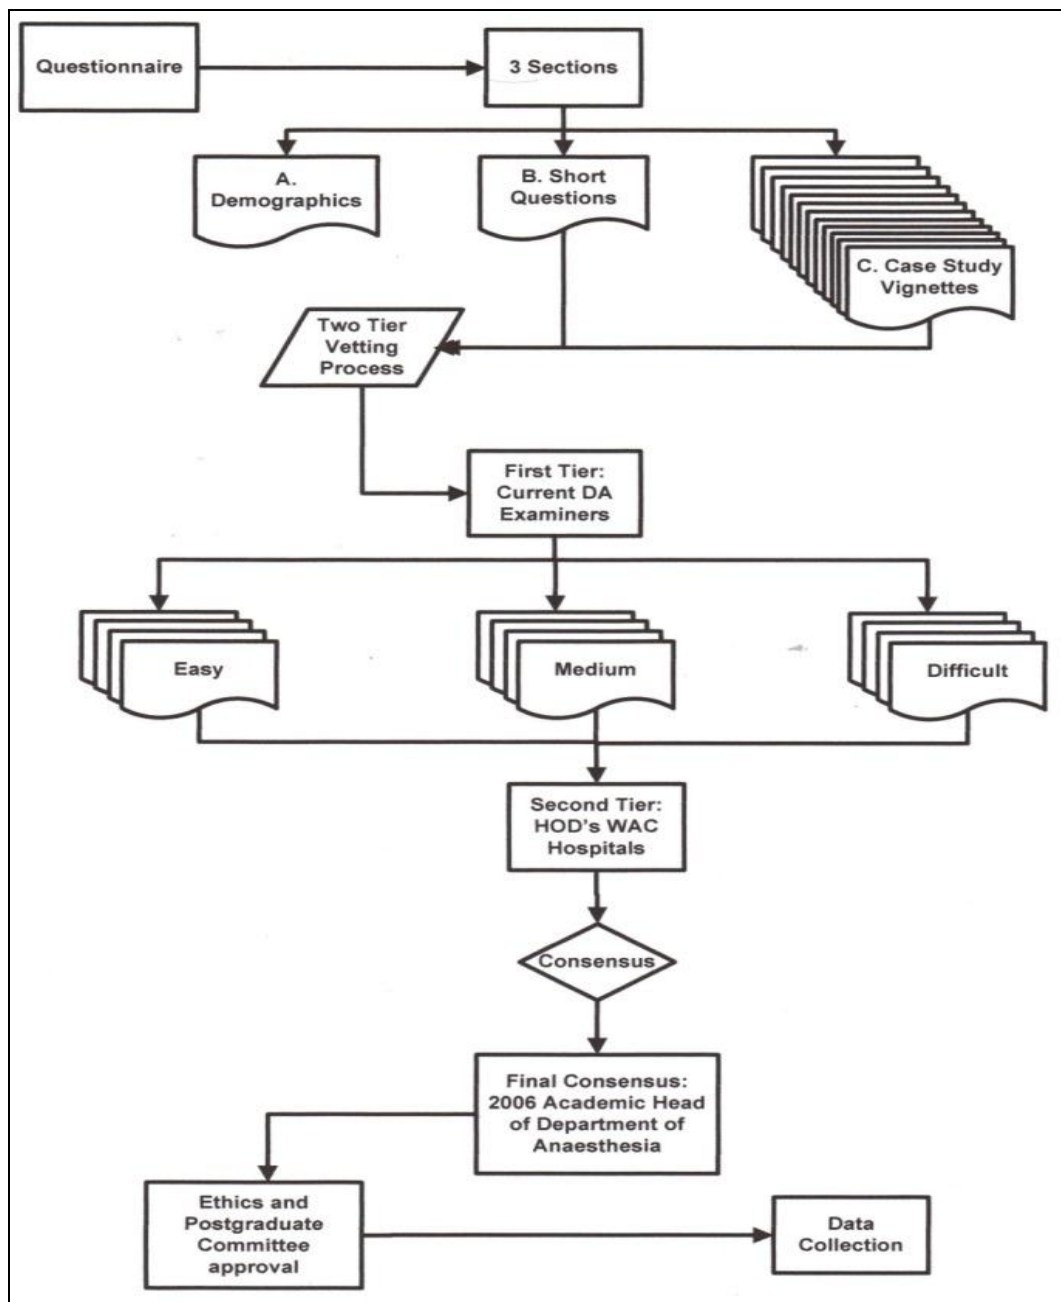 Questionnaire
3 Sections
A.
Demographics
B. Short
Questions
C. Case Study
Vignettes
Two Tier
Vetting
Process
First Tier:
Current DA
Examiners
Easy
Medium
Difficult
Second Tier:
HOD's WAC
Hospitals
Consensus
Final Consensus:
2006 Academic Head
of Department of
Anaesthesia
Ethics and
Postgraduate
Committee
approval
Data
Collection